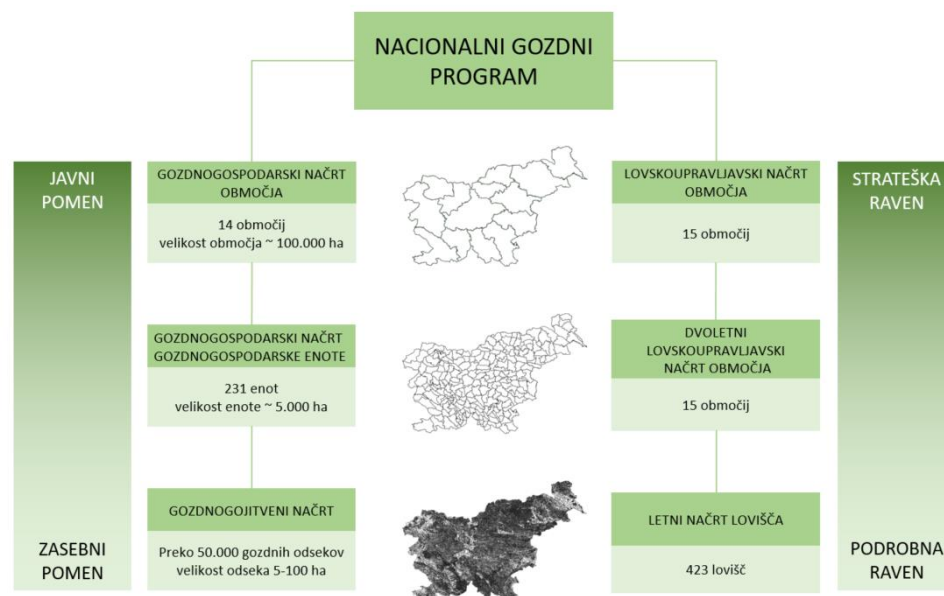 NACIONALNI GOZDNI
PROGRAM
JAVNI
POMEN
ZASEBNI
POMEN
GOZDNOGOSPODARSKI NAČRT
OBMOČJA
14 območij
velikost območja ~ 100.000 ha
GOZDNOGOSPODARSKI NAČRT
GOZDNOGOSPODARSKE ENOTE
231 enot
velikost enote ~ 5.000 ha
GOZDNOGOJITVENI NAČRT
Preko 50.000 gozdnih odsekov
velikost odseka 5-100 ha
LOVSKOUPRAVLJAVSKI NAČRT
OBMOČJA
15 območij
DVOLETNI
LOVSKOUPRAVLJAVSKI
NAČRT OBMOČJA
15 območij
LETNI NAČRT LOVIŠČA
423 lovišč
STRATEŠKA
RAVEN
PODROBNA
RAVEN